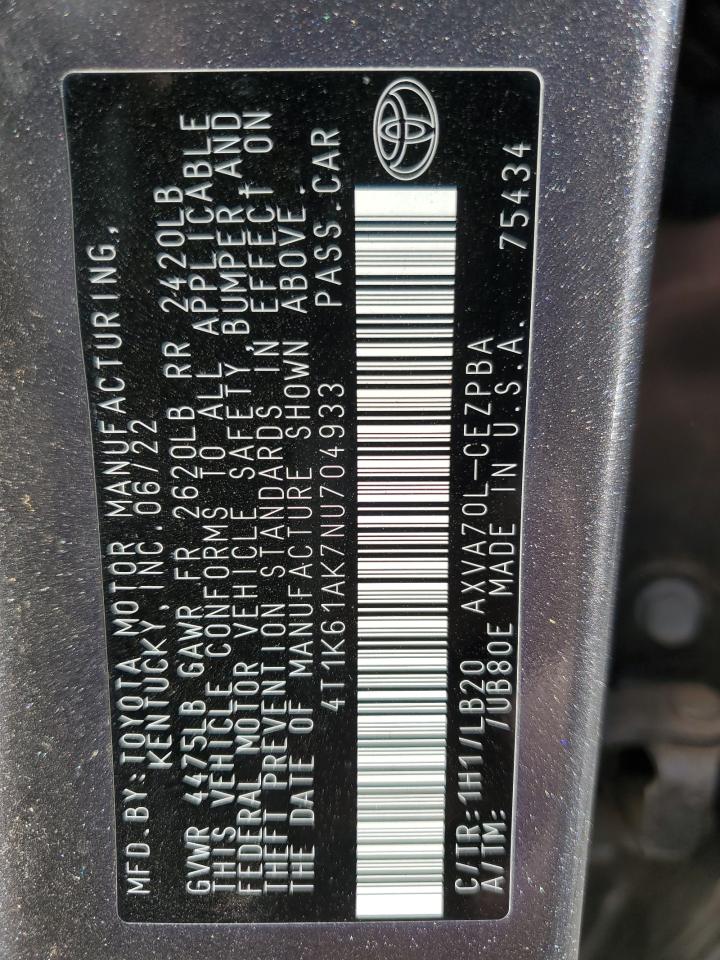 MFD.BY:TOYOTA MOTOR MANUFACTURING,
KENTUCKY, INC.06/22
GVWR 4475LB GAWR FR 2620LB RR 2420LB
THIS VEHICLE CONFORMS TO ALL APPLICABLE
FEDERAL MOTOR VEHICLE SAFETY, BUMPER AND
THEFT PREVENTION STANDARDS IN EFFECT ON
THE DATE OF MANUFACTURE SHOWN ABOVE.
4T1K61AK7NU704933 PASS.CAR
C/TR:1H1/LB20 AXVA70L-CEZPBA 75434
A/TM: /UB80E MADE IN U.S.A.